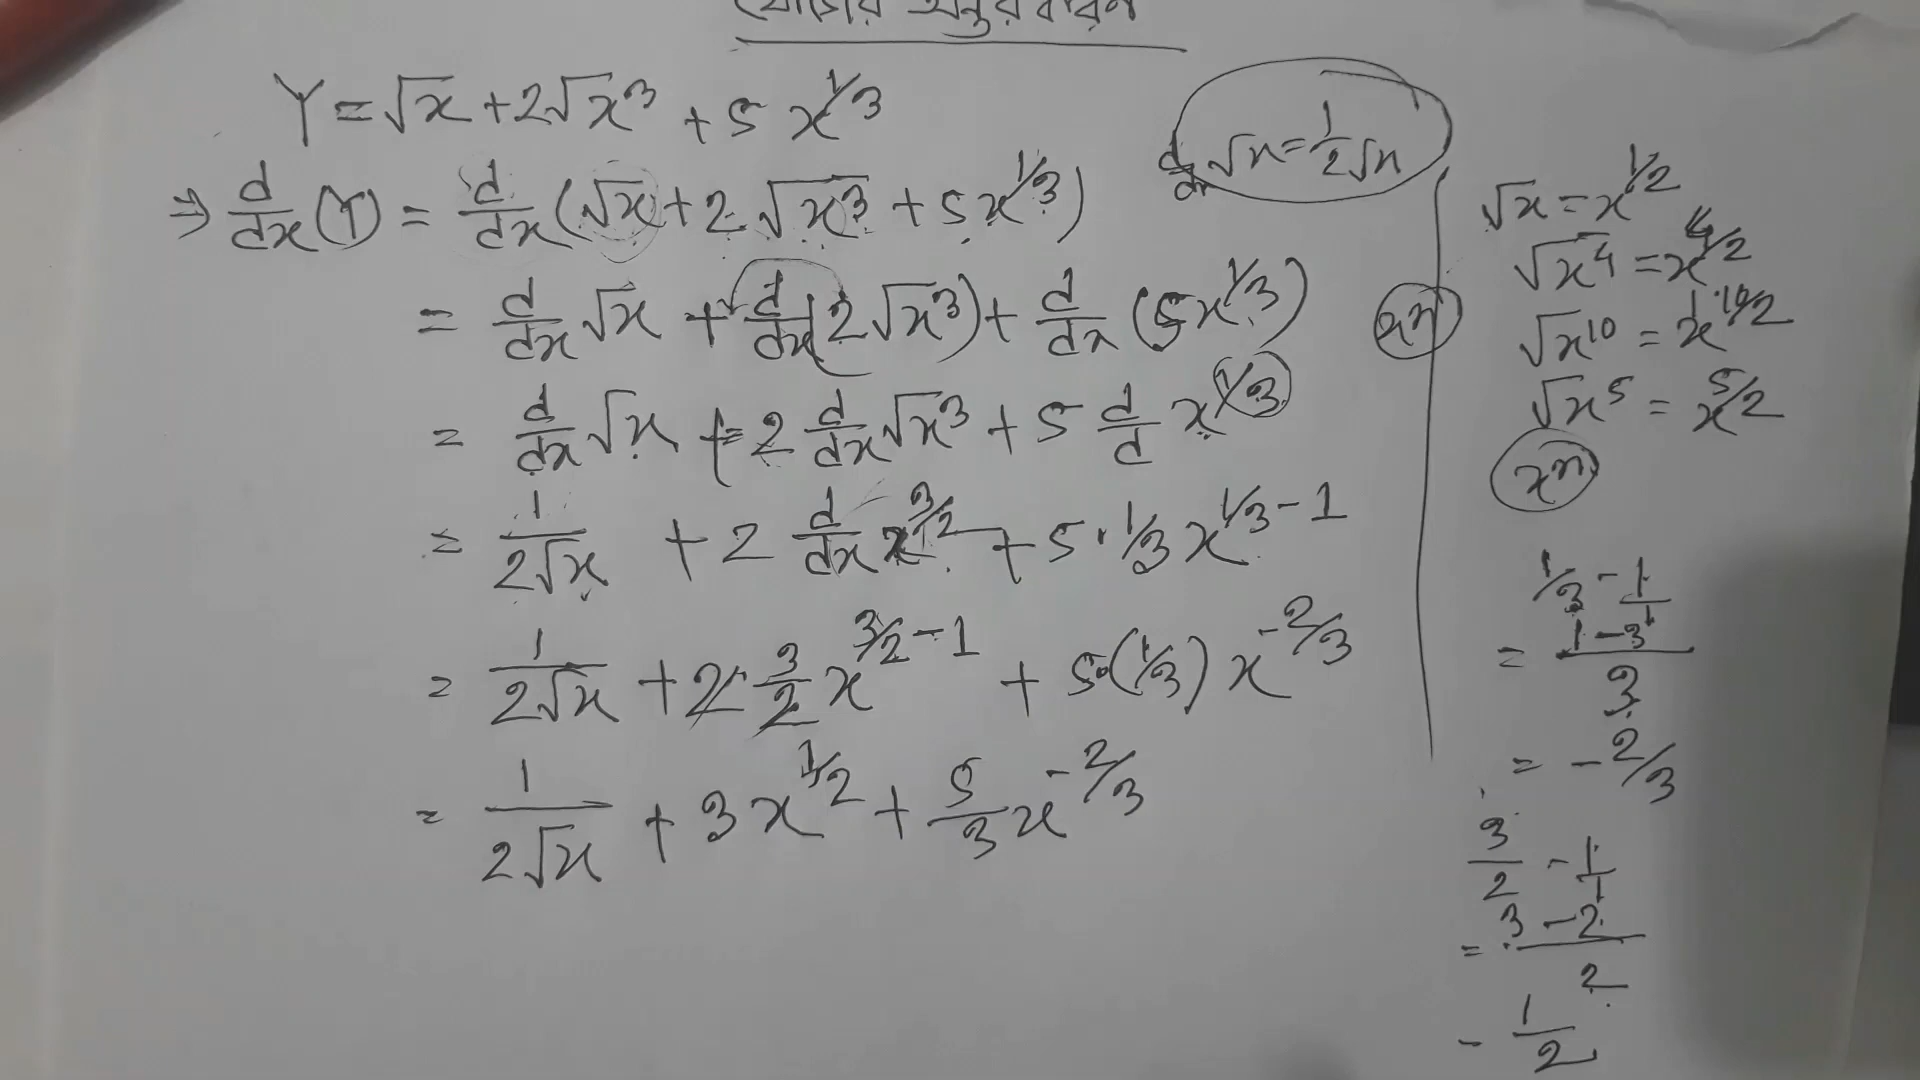 Y = √x + 2√x³ + 5x^1/3
d/dx √x = 1/2√x
⇒ d/dx (Y) = d/dx (√x + 2√x³ + 5x^1/3)
= d/dx √x + d/dx (2√x³) + d/dx (5x^1/3)
= d/dx √x + 2 d/dx √x³ + 5 d/d x^1/3
= 1/2√x + 2 d/dx x^3/2 + 5·1/3 x^1/3-1
= 1/2√x + 2·3/2 x^3/2-1 + 5·(1/3) x^-2/3
= 1/2√x + 3x^1/2 + 5/3 x^-2/3
xⁿ
√x = x^1/2
√x⁴ = x^4/2
√x¹⁰ = x^10/2
√x⁵ = x^5/2
xⁿ
1/3 - 1/1
= 1-3/3
= -2/3
3/2 - 1/1
= 3-2/2
- 1/2